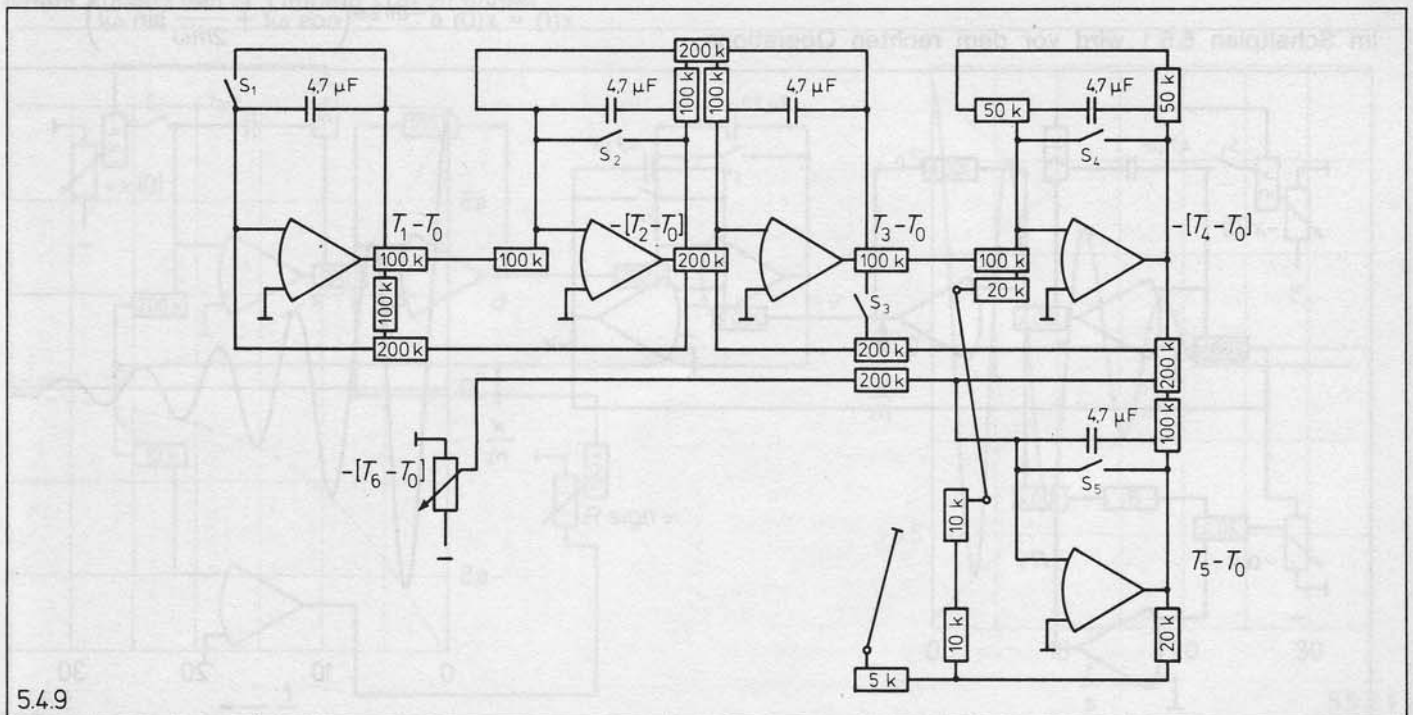 Im Schaltplan 5.5.1 wird vor dem rechten Operations
200 k
S₁
4,7 µF
100 k
100 k
4,7 µF
4,7 µF
50 k
4,7 µF
50 k
S₂
S₄
T₁–T₀
–[T₂–T₀]
T₃–T₀
–[T₄–T₀]
100 k
100 k
200 k
100 k
100 k
20 k
100 k
S₃
200 k
200 k
200 k
200 k
4,7 µF
100 k
–[T₆–T₀]
S₅
10 k
T₅–T₀
10 k
20 k
5 k
5.4.9